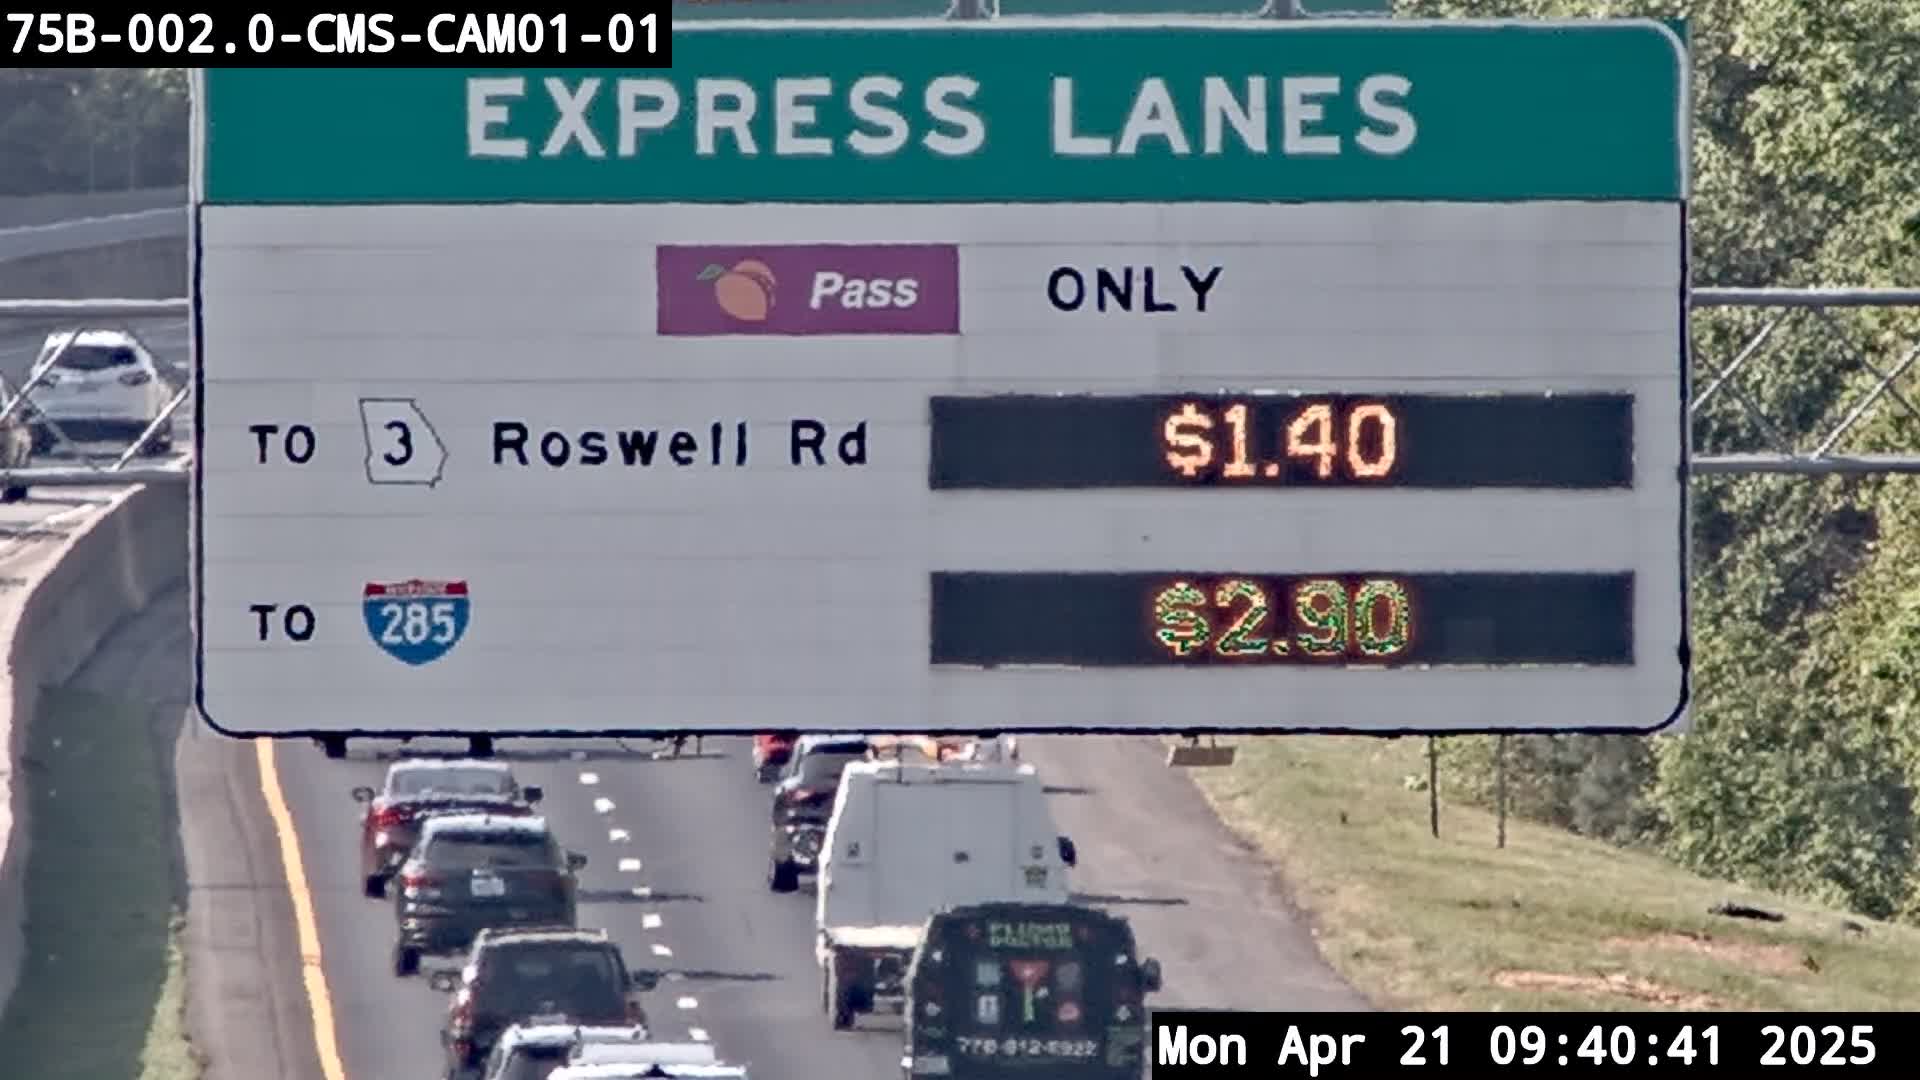 75B-002.0-CMS-CAM01-01
EXPRESS LANES
Pass ONLY
TO 3 Roswell Rd $1.40
TO 285 $2.90
Mon Apr 21 09:40:41 2025